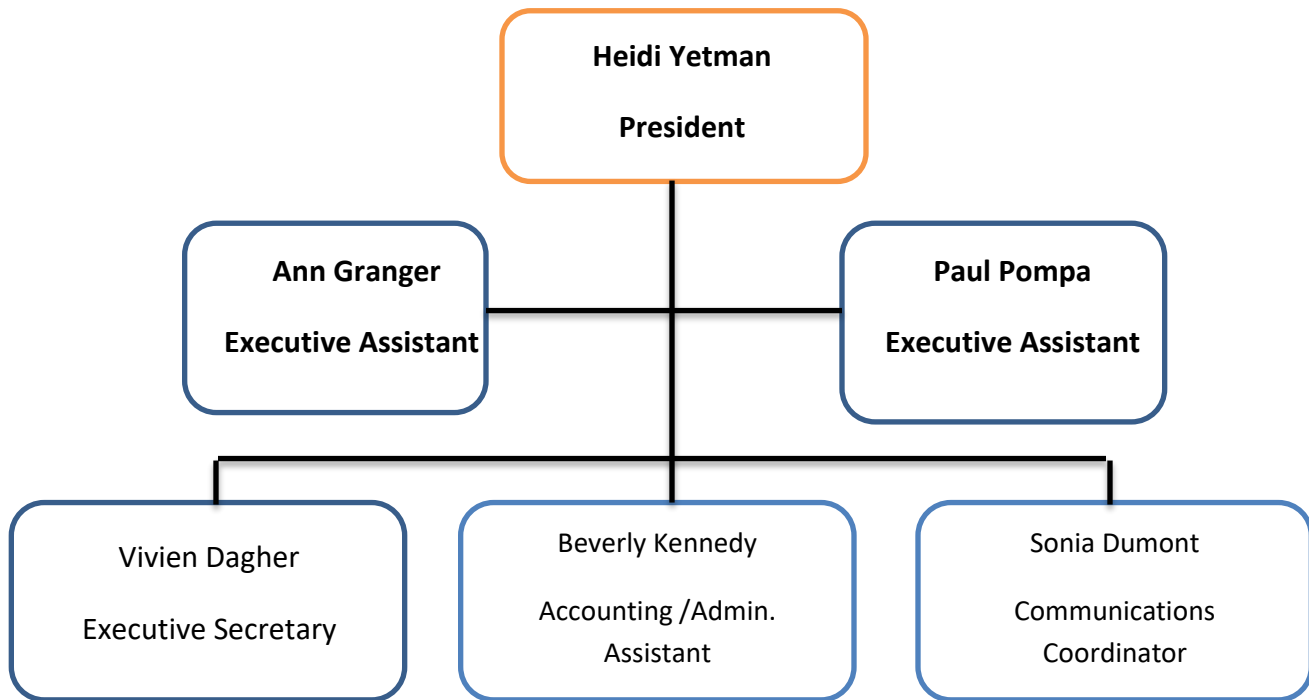 Heidi Yetman
President
Ann Granger
Executive Assistant
Paul Pompa
Executive Assistant
Vivien Dagher
Executive Secretary
Beverly Kennedy
Accounting /Admin.
Assistant
Sonia Dumont
Communications
Coordinator